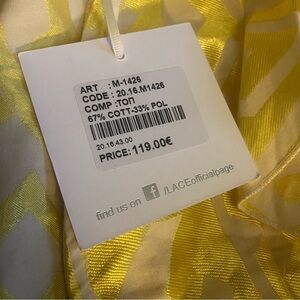 ART : M-1426
CODE : 20.16.M1426
COMP :ТОП
67% COTT-33% POL
20.16.43.00
PRICE: 119.00€
find us on f /LACEofficialpage